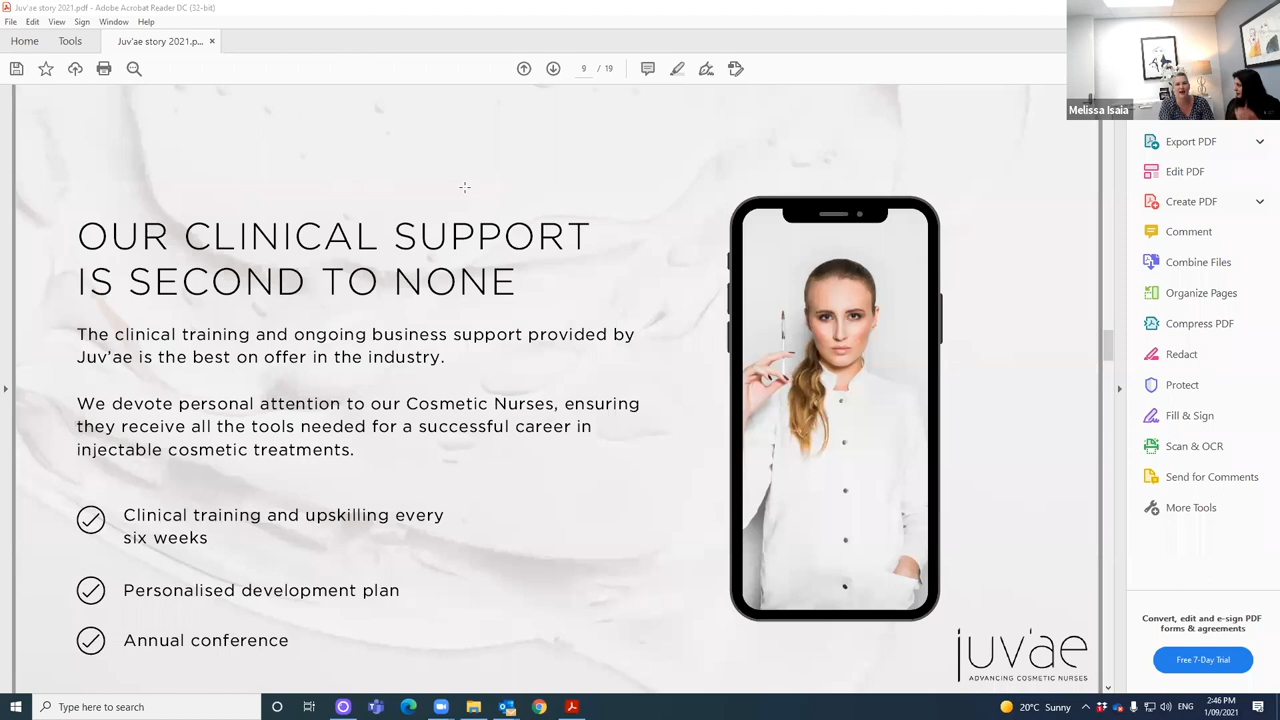 Juv'ae story 2021.pdf - Adobe Acrobat Reader DC (32-bit)
File Edit View Sign Window Help
Home Tools Juv'ae story 2021.p... ×
9 / 19
Melissa Isaia
OUR CLINICAL SUPPORT
IS SECOND TO NONE
The clinical training and ongoing business support provided by
Juv'ae is the best on offer in the industry.
We devote personal attention to our Cosmetic Nurses, ensuring
they receive all the tools needed for a successful career in
injectable cosmetic treatments.
Clinical training and upskilling every
six weeks
Personalised development plan
Annual conference
juv'ae
ADVANCING COSMETIC NURSES
Export PDF
Edit PDF
Create PDF
Comment
Combine Files
Organize Pages
Compress PDF
Redact
Protect
Fill & Sign
Scan & OCR
Send for Comments
More Tools
Convert, edit and e-sign PDF
forms & agreements
Free 7-Day Trial
Type here to search
20°C Sunny
2:46 PM
1/09/2021